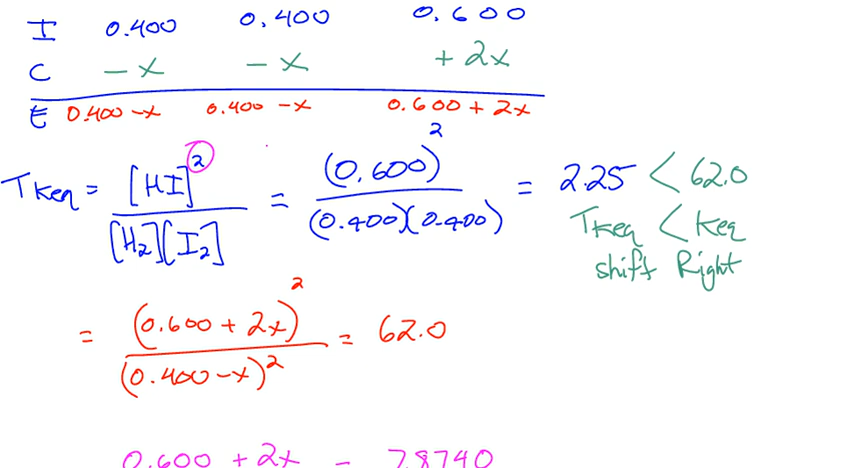 I 0.400 0.400 0.600
C -x -x +2x
E 0.400-x 0.400-x 0.600+2x
TKeq = [HI]² / [H₂][I₂] = (0.600)² / (0.400)(0.400) = 2.25 < 62.0
TKeq < Keq
shift Right
= (0.600 + 2x)² / (0.400-x)² = 62.0
0.600 + 2x = 7.8740